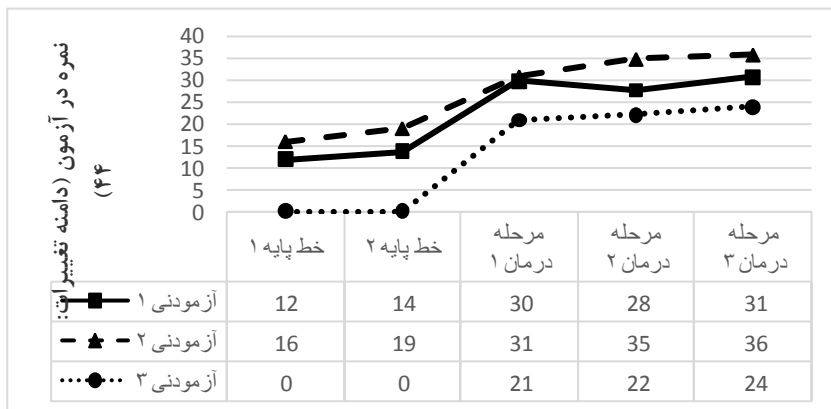 نمره در آزمون (دامنه تغییرات:
۴۴)
40
35
30
25
20
15
10
5
0
خط پایه ۱
خط پایه ۲
مرحله
درمان ۱
مرحله
درمان ۲
مرحله
درمان ۳
آزمودنی ۱ 12 14 30 28 31
آزمودنی ۲ 16 19 31 35 36
آزمودنی ۳ 0 0 21 22 24